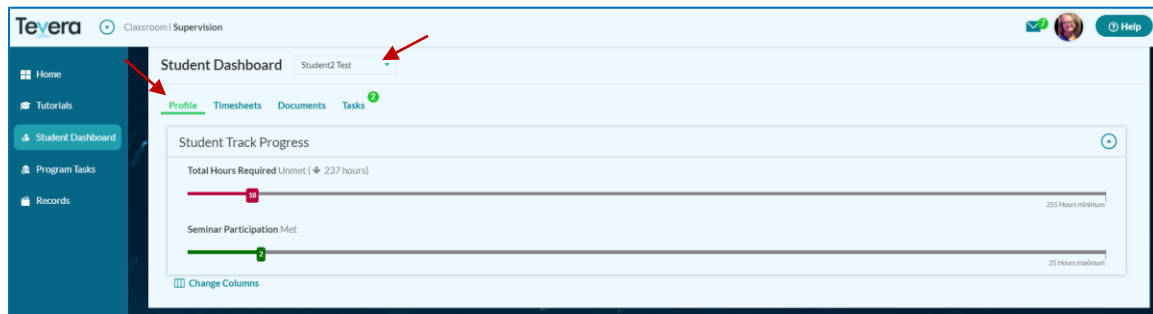 Tevera Classroom | Supervision 7 Help
Home
Tutorials
Student Dashboard
Program Tasks
Records
Student Dashboard Student2 Test
Profile Timesheets Documents Tasks 2
Student Track Progress
Total Hours Required Unmet ( 237 hours)
18
255 Hours minimum
Seminar Participation Met
2
25 Hours maximum
Change Columns